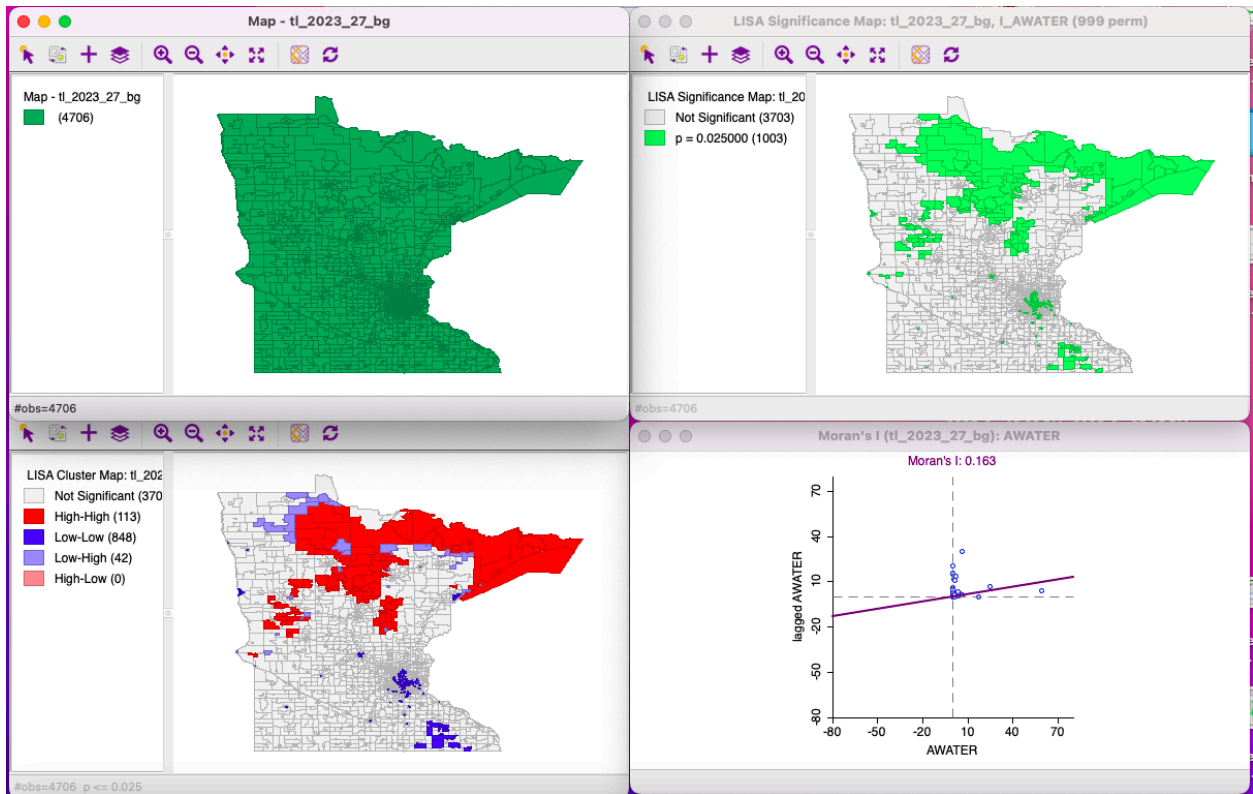 Map - tl_2023_27_bg
Map - tl_2023_27_bg
(4706)
#obs=4706
LISA Significance Map: tl_2023_27_bg, I_AWATER (999 perm)
LISA Significance Map: tl_20
Not Significant (3703)
p = 0.025000 (1003)
#obs=4706
LISA Cluster Map: tl_202
Not Significant (370
High-High (113)
Low-Low (848)
Low-High (42)
High-Low (0)
#obs=4706 p <= 0.025
Moran's I (tl_2023_27_bg): AWATER
Moran's I: 0.163
lagged AWATER
70
40
10
-20
-50
-80
-80
-50
-20
10
40
70
AWATER